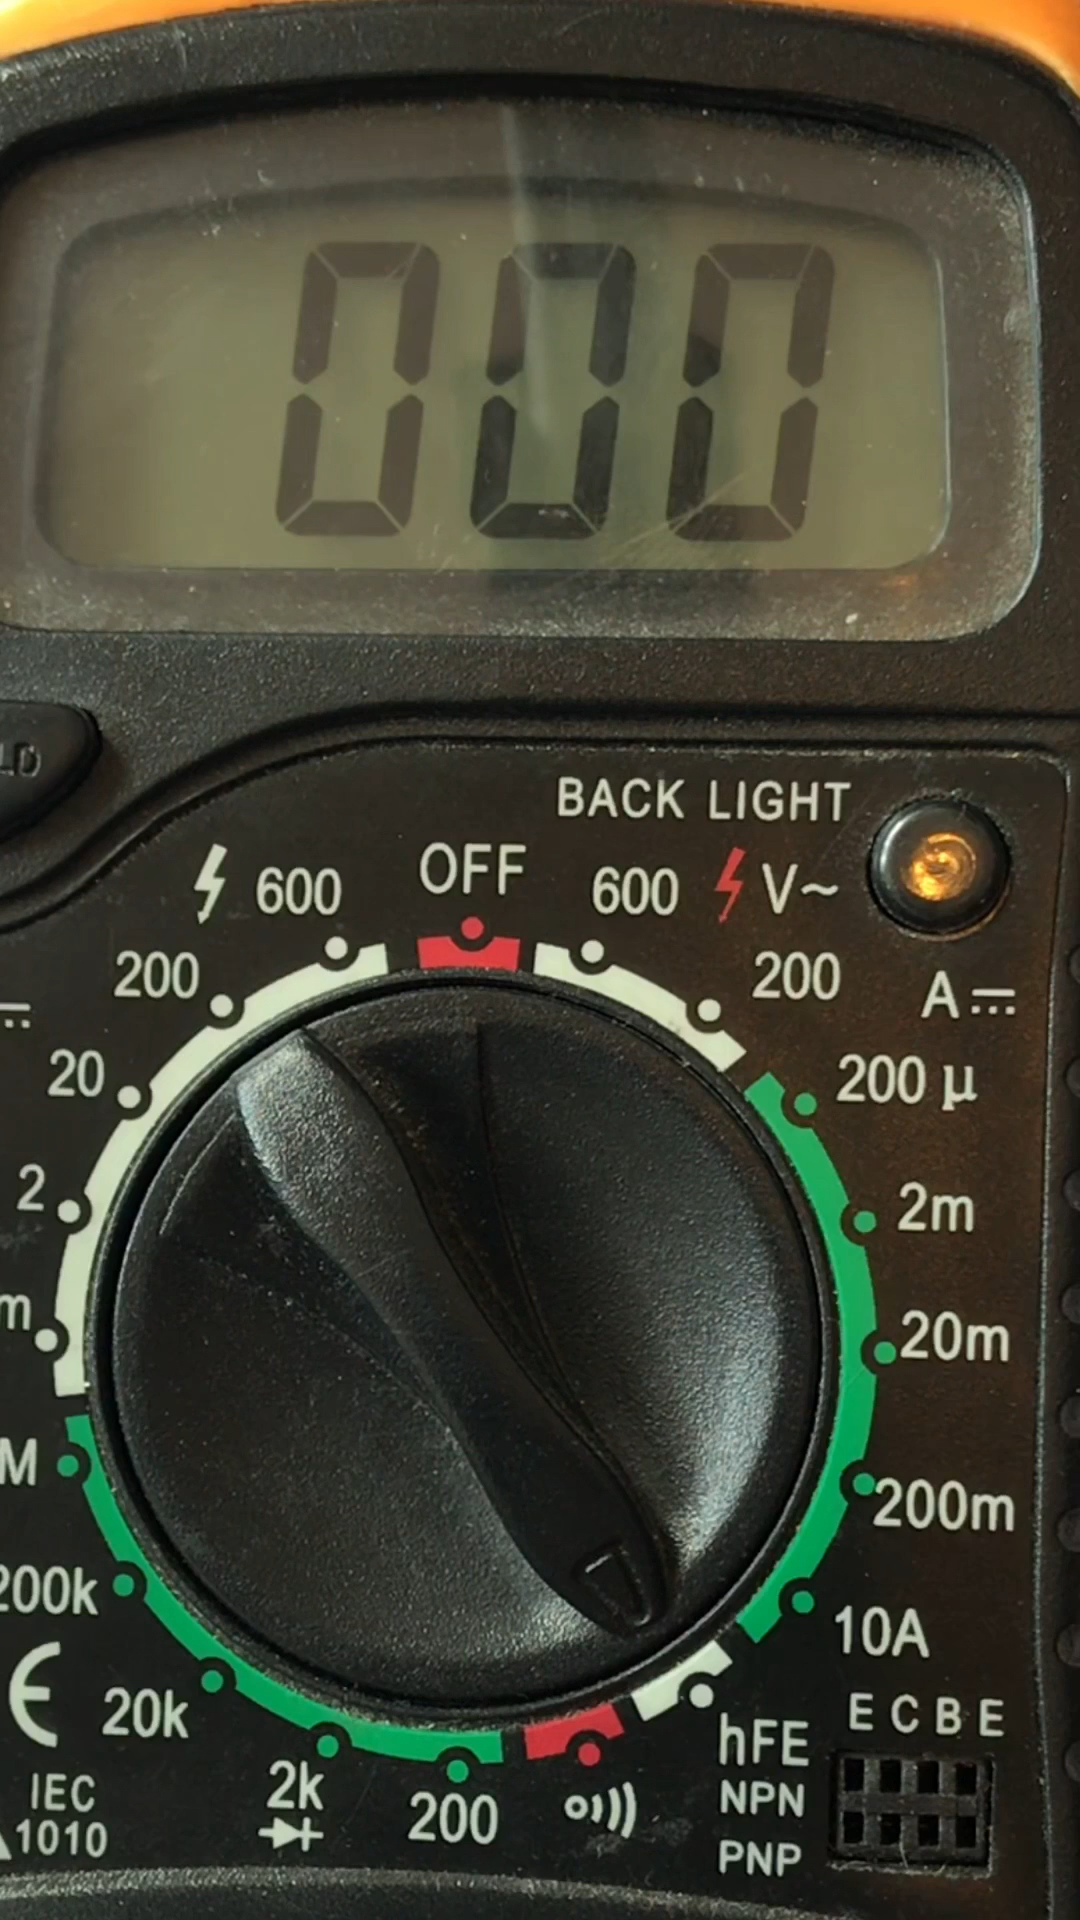 000
LD
BACK LIGHT
600 OFF 600 V~
200 200 A
20 200 µ
2 2m
m 20m
M 200m
200k 10A
20k E C B E
hFE
2k 200 NPN
IEC
1010 PNP